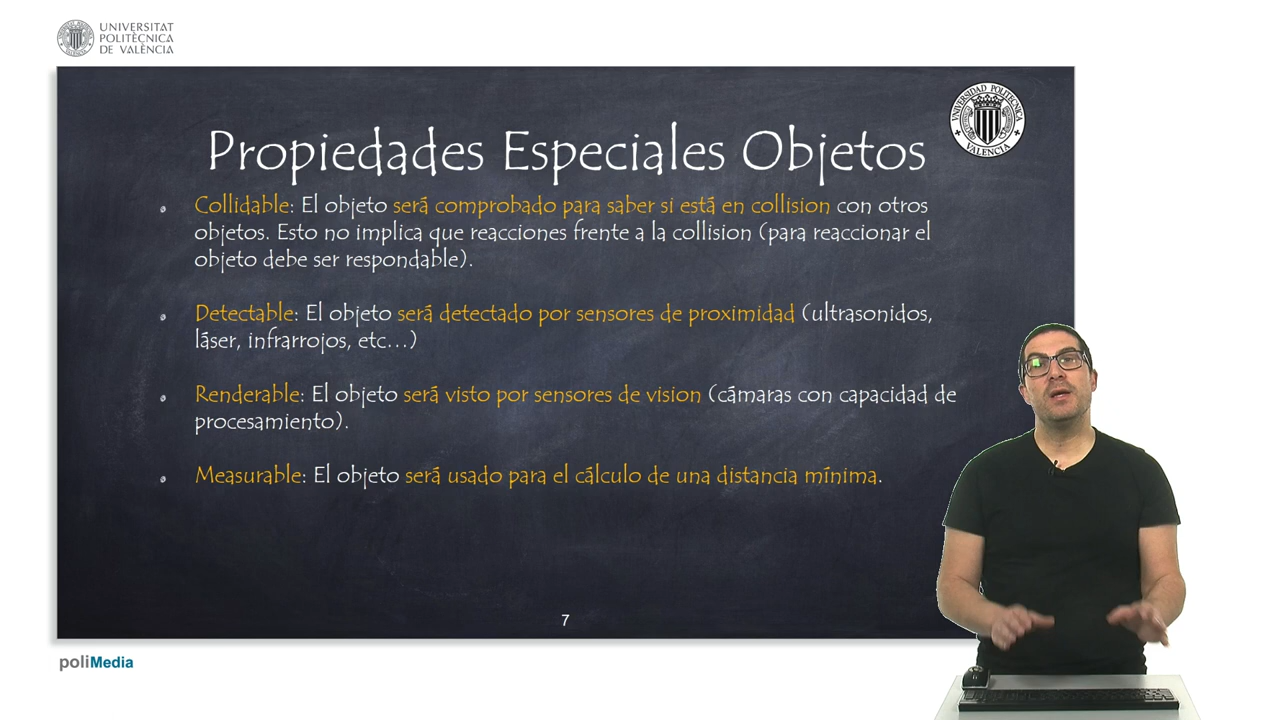 UNIVERSITAT
POLITÈCNICA
DE VALÈNCIA
UNIVERSIDAD POLITECNICA
VALENCIA
Propiedades Especiales Objetos
Collidable: El objeto será comprobado para saber si está en collision con otros
objetos. Esto no implica que reacciones frente a la collision (para reaccionar el
objeto debe ser respondable).
Detectable: El objeto será detectado por sensores de proximidad (ultrasonidos,
láser, infrarrojos, etc...)
Renderable: El objeto será visto por sensores de vision (cámaras con capacidad de
procesamiento).
Measurable: El objeto será usado para el cálculo de una distancia mínima.
7
poliMedia